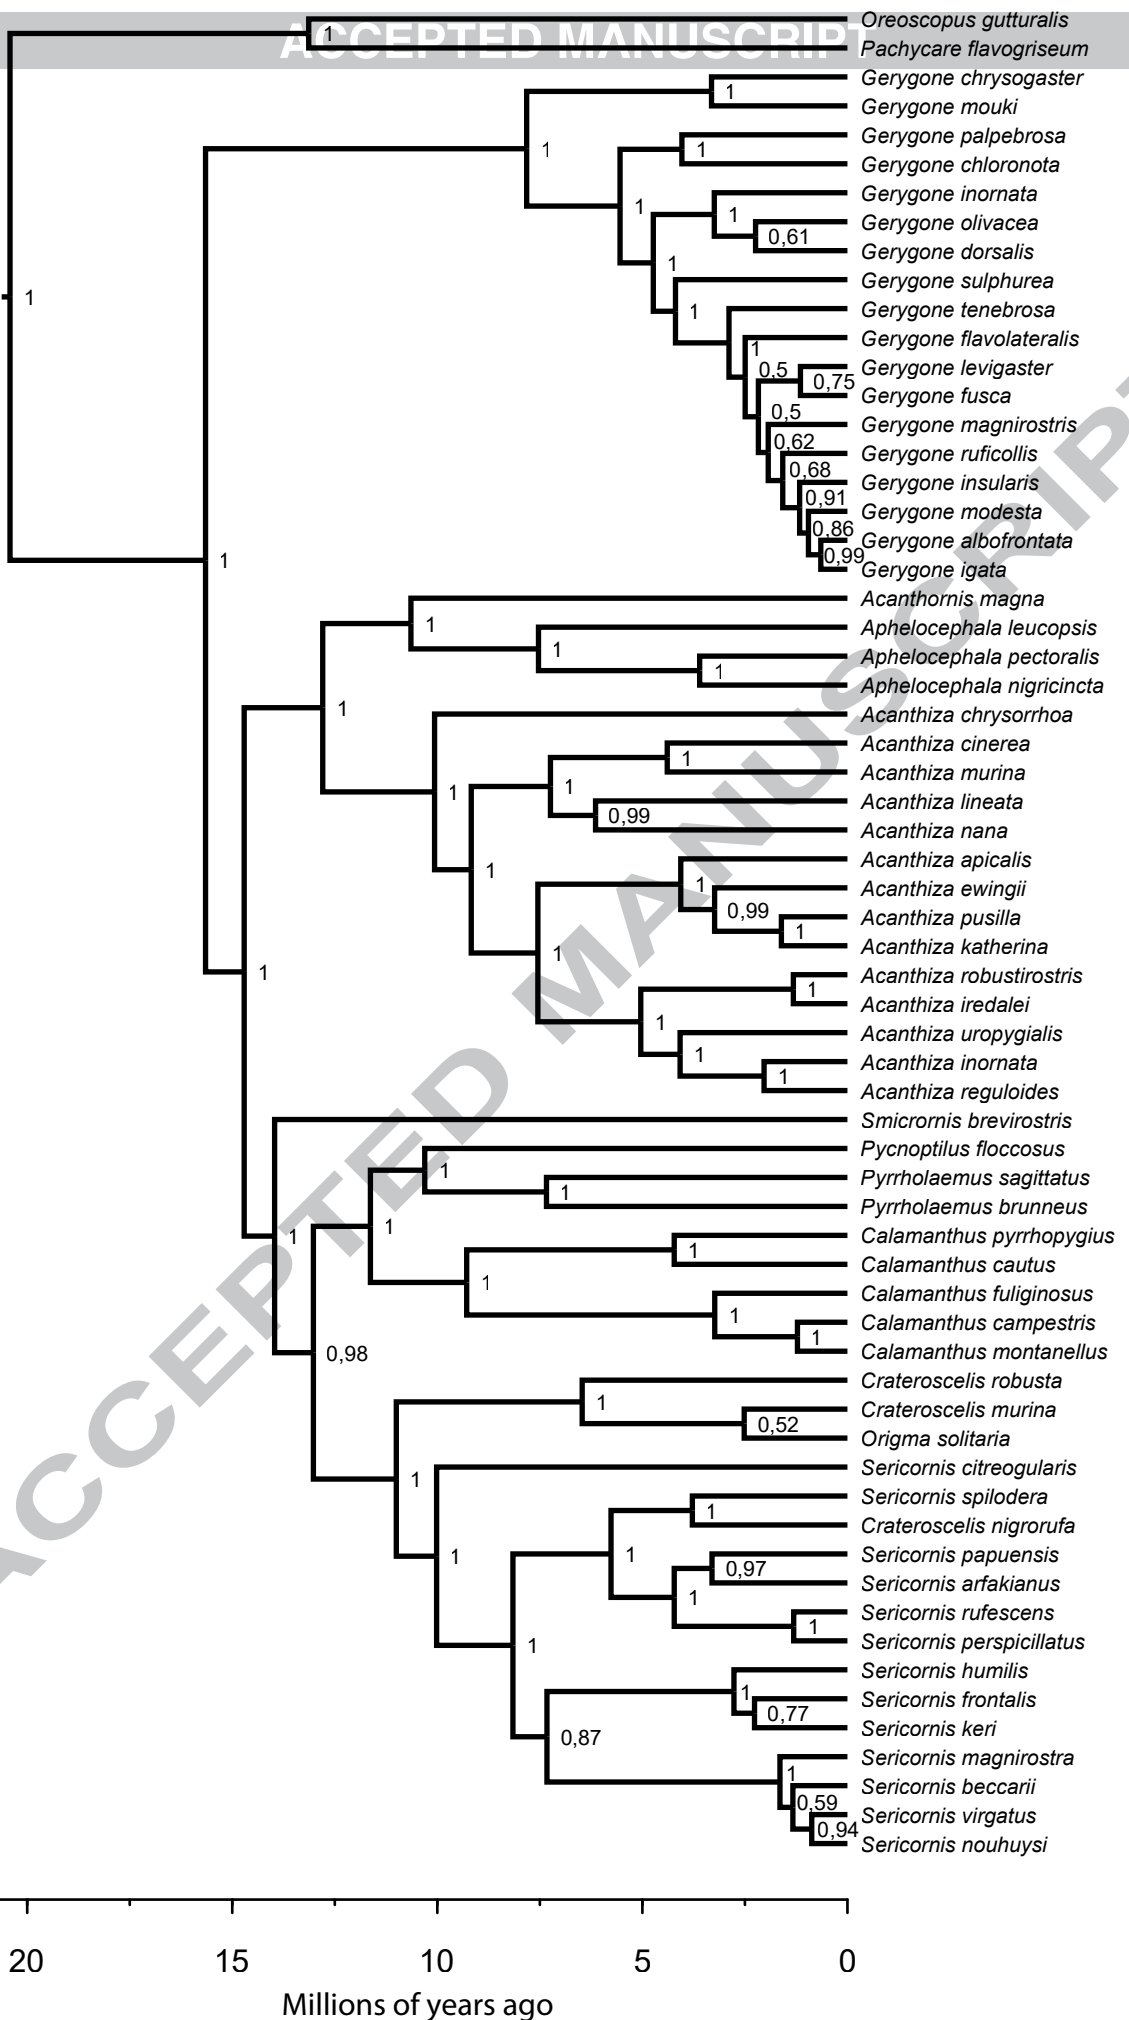 ACCEPTED MANUSCRIPT
Oreoscopus gutturalis
1
Pachycare flavogriseum
Gerygone chrysogaster
1
Gerygone mouki
Gerygone palpebrosa
1
1
Gerygone chloronota
Gerygone inornata
1
1
Gerygone olivacea
0,61
Gerygone dorsalis
1
Gerygone sulphurea
1
1
Gerygone tenebrosa
Gerygone flavolateralis
1
Gerygone levigaster
0,5
0,75
Gerygone fusca
0,5
Gerygone magnirostris
0,62
Gerygone ruficollis
0,68
Gerygone insularis
0,91
Gerygone modesta
0,86
Gerygone albofrontata
0,99
1
Gerygone igata
Acanthornis magna
1
Aphelocephala leucopsis
1
Aphelocephala pectoralis
1
Aphelocephala nigricincta
1
Acanthiza chrysorrhoa
Acanthiza cinerea
1
Acanthiza murina
1
1
Acanthiza lineata
0,99
Acanthiza nana
Acanthiza apicalis
1
1
Acanthiza ewingii
0,99
Acanthiza pusilla
1
Acanthiza katherina
1
1
Acanthiza robustirostris
1
Acanthiza iredalei
1
Acanthiza uropygialis
1
Acanthiza inornata
1
Acanthiza reguloides
Smicrornis brevirostris
Pycnoptilus floccosus
1
Pyrrholaemus sagittatus
1
Pyrrholaemus brunneus
1
1
Calamanthus pyrrhopygius
1
Calamanthus cautus
1
Calamanthus fuliginosus
1
Calamanthus campestris
1
Calamanthus montanellus
0,98
Crateroscelis robusta
1
Crateroscelis murina
0,52
Origma solitaria
Sericornis citreogularis
1
Sericornis spilodera
1
Crateroscelis nigrorufa
1
1
Sericornis papuensis
0,97
Sericornis arfakianus
1
Sericornis rufescens
1
Sericornis perspicillatus
1
Sericornis humilis
1
Sericornis frontalis
0,77
Sericornis keri
0,87
Sericornis magnirostra
1
Sericornis beccarii
0,59
Sericornis virgatus
0,94
Sericornis nouhuysi
ACCEPTED MANUSCRIPT
20 15 10 5 0
Millions of years ago